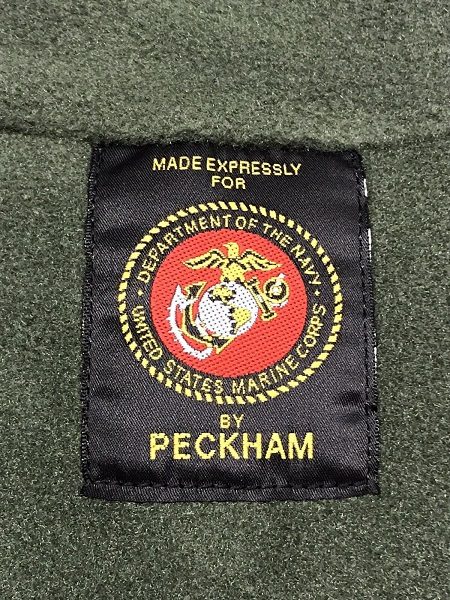 MADE EXPRESSLY
FOR
DEPARTMENT OF THE NAVY
UNITED STATES MARINE CORPS
BY
PECKHAM